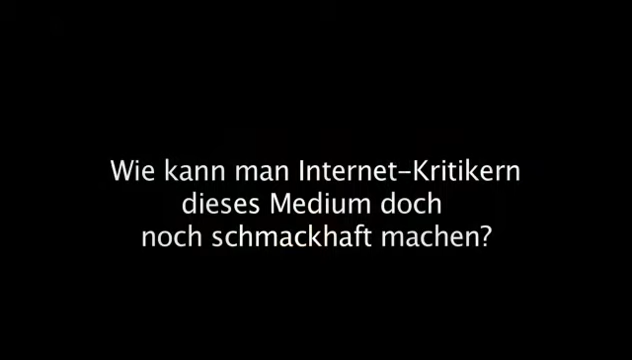 Wie kann man Internet-Kritikern
dieses Medium doch
noch schmackhaft machen?